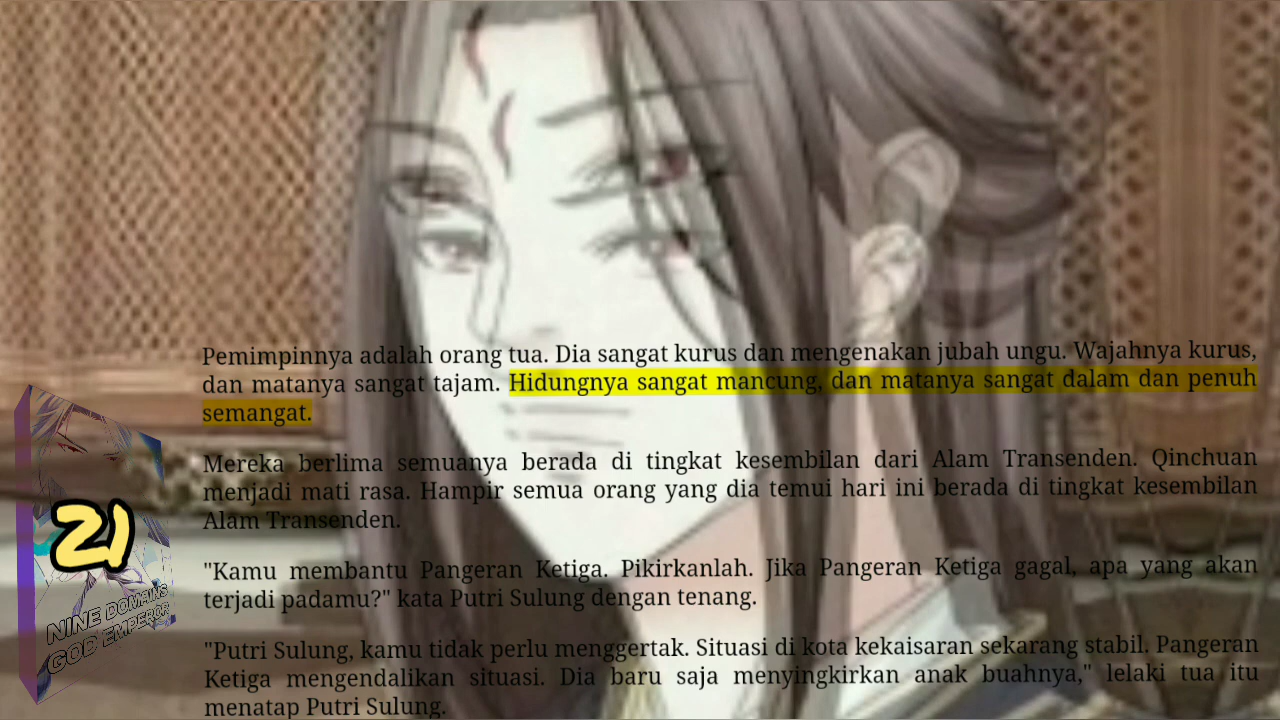 Pemimpinnya adalah orang tua. Dia sangat kurus dan mengenakan jubah ungu. Wajahnya kurus,
dan matanya sangat tajam. Hidungnya sangat mancung, dan matanya sangat dalam dan penuh
semangat.
Mereka berlima semuanya berada di tingkat kesembilan dari Alam Transenden. Qinchuan
menjadi mati rasa. Hampir semua orang yang dia temui hari ini berada di tingkat kesembilan
Alam Transenden.
"Kamu membantu Pangeran Ketiga. Pikirkanlah. Jika Pangeran Ketiga gagal, apa yang akan
terjadi padamu?" kata Putri Sulung dengan tenang.
"Putri Sulung, kamu tidak perlu menggertak. Situasi di kota kekaisaran sekarang stabil. Pangeran
Ketiga mengendalikan situasi. Dia baru saja menyingkirkan anak buahnya," lelaki tua itu
menatap Putri Sulung.
21
NINE DOMAINS
GOD EMPEROR